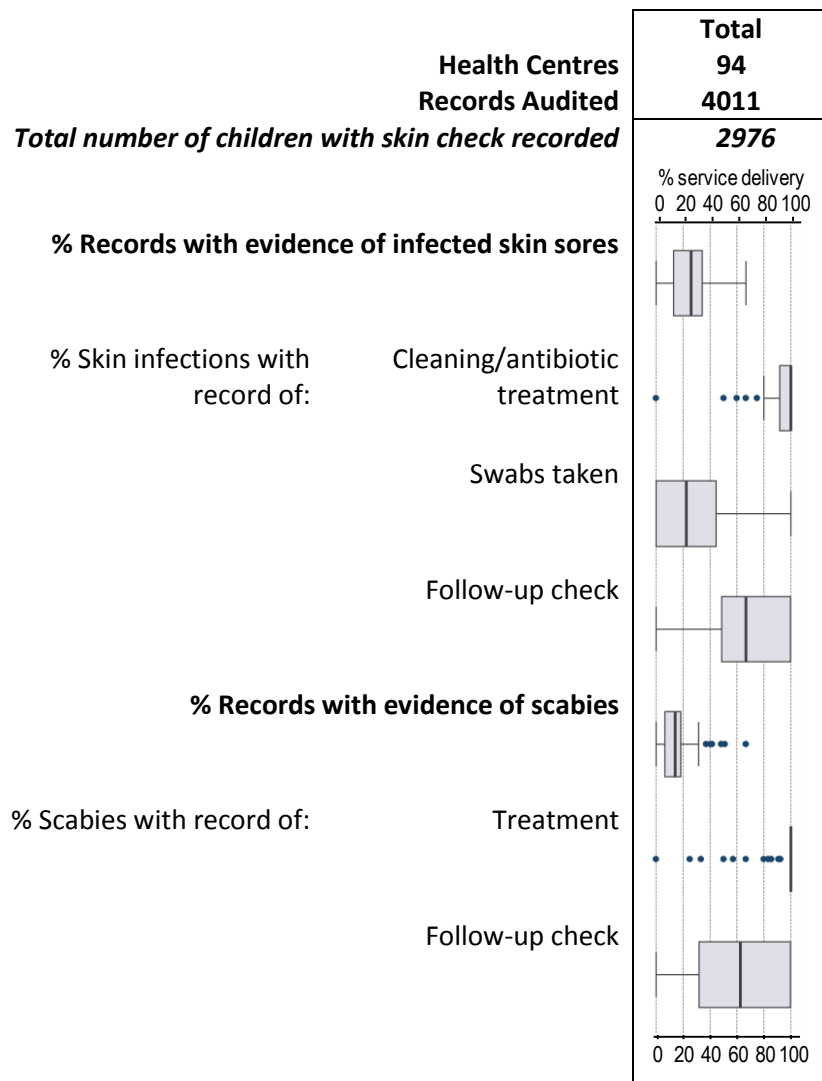 Total
Health Centres 94
Records Audited 4011
Total number of children with skin check recorded 2976
% service delivery
0 20 40 60 80 100
% Records with evidence of infected skin sores
% Skin infections with Cleaning/antibiotic
record of: treatment
Swabs taken
Follow-up check
% Records with evidence of scabies
% Scabies with record of: Treatment
Follow-up check
0 20 40 60 80 100